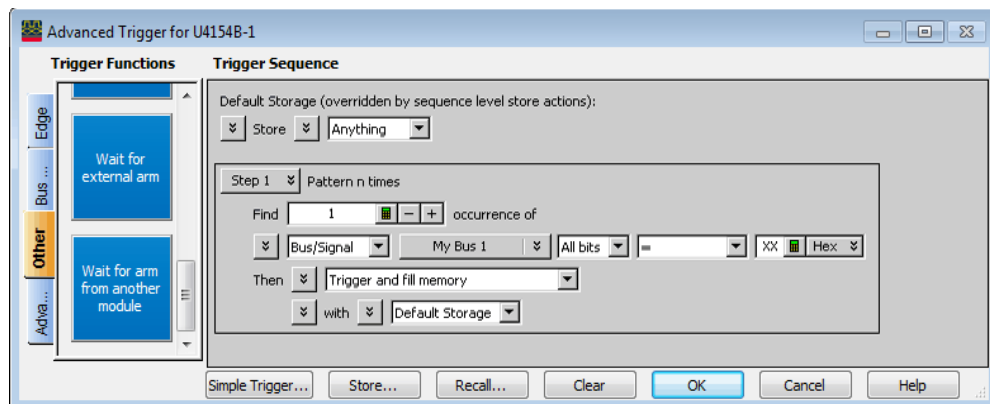 Advanced Trigger for U4154B-1
Trigger Functions
Trigger Sequence
Edge
Bus ...
Other
Adva...
Wait for
external arm
Wait for arm
from another
module
Default Storage (overridden by sequence level store actions):
Store Anything
Step 1 Pattern n times
Find 1 - + occurrence of
Bus/Signal My Bus 1 All bits = XX Hex
Then Trigger and fill memory
with Default Storage
Simple Trigger... Store... Recall... Clear OK Cancel Help